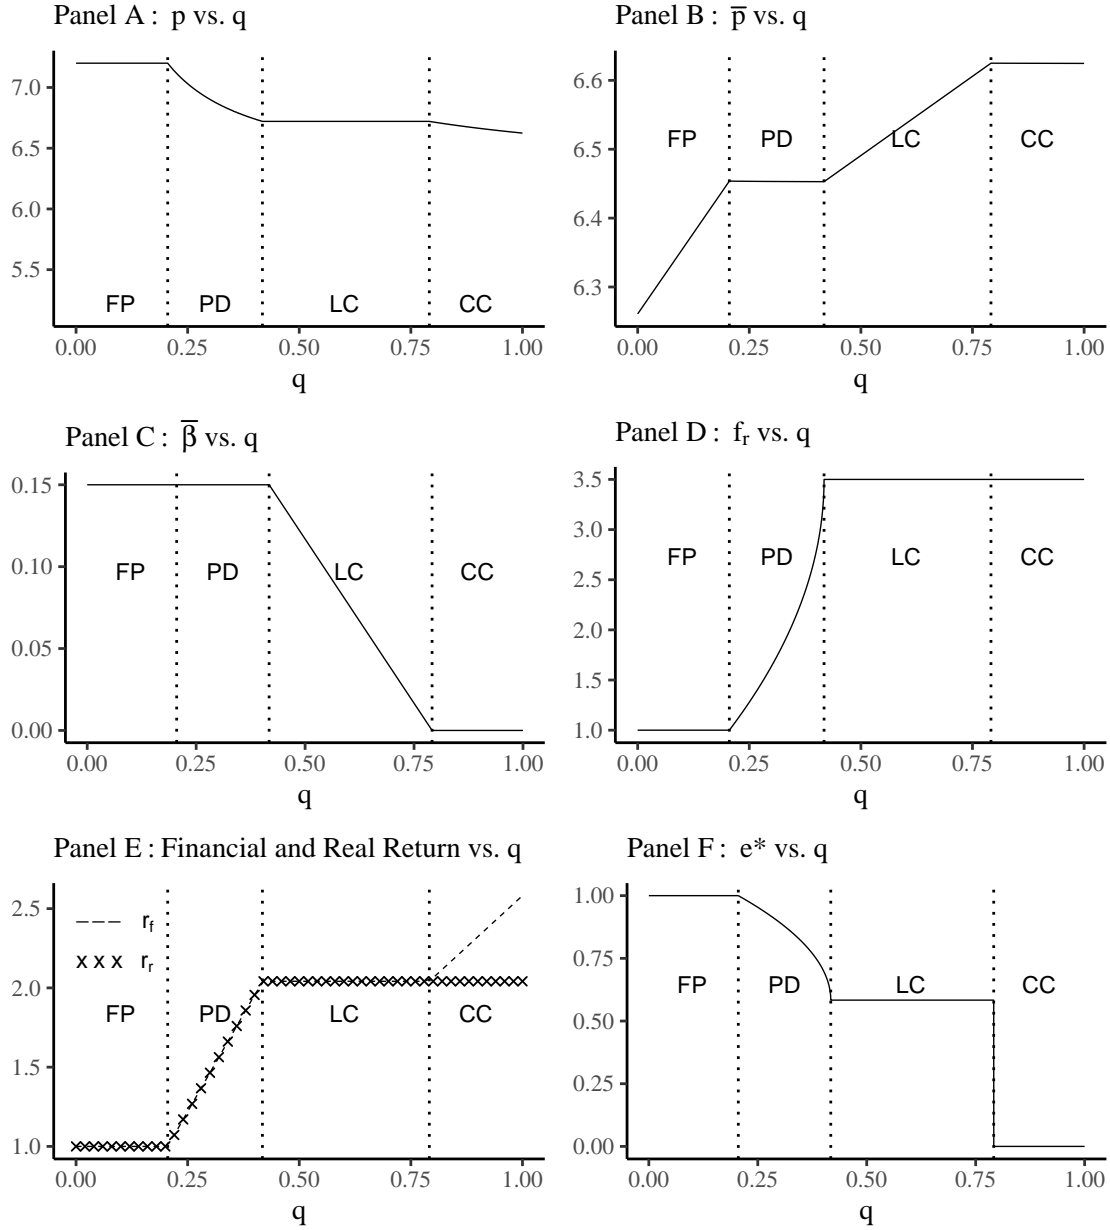 Panel A : p vs. q
7.0
6.5
6.0
5.5
FP PD LC CC
0.00 0.25 0.50 0.75 1.00
q
Panel B : p̅ vs. q
6.6
6.5
6.4
6.3
FP PD LC CC
0.00 0.25 0.50 0.75 1.00
q
Panel C : β̅ vs. q
0.15
0.10
0.05
0.00
FP PD LC CC
0.00 0.25 0.50 0.75 1.00
q
Panel D : fᵣ vs. q
3.5
3.0
2.5
2.0
1.5
1.0
FP PD LC CC
0.00 0.25 0.50 0.75 1.00
q
Panel E : Financial and Real Return vs. q
2.5
2.0
1.5
1.0
r_f
x x x r_r
FP PD LC CC
0.00 0.25 0.50 0.75 1.00
q
Panel F : e* vs. q
1.00
0.75
0.50
0.25
0.00
FP PD LC CC
0.00 0.25 0.50 0.75 1.00
q